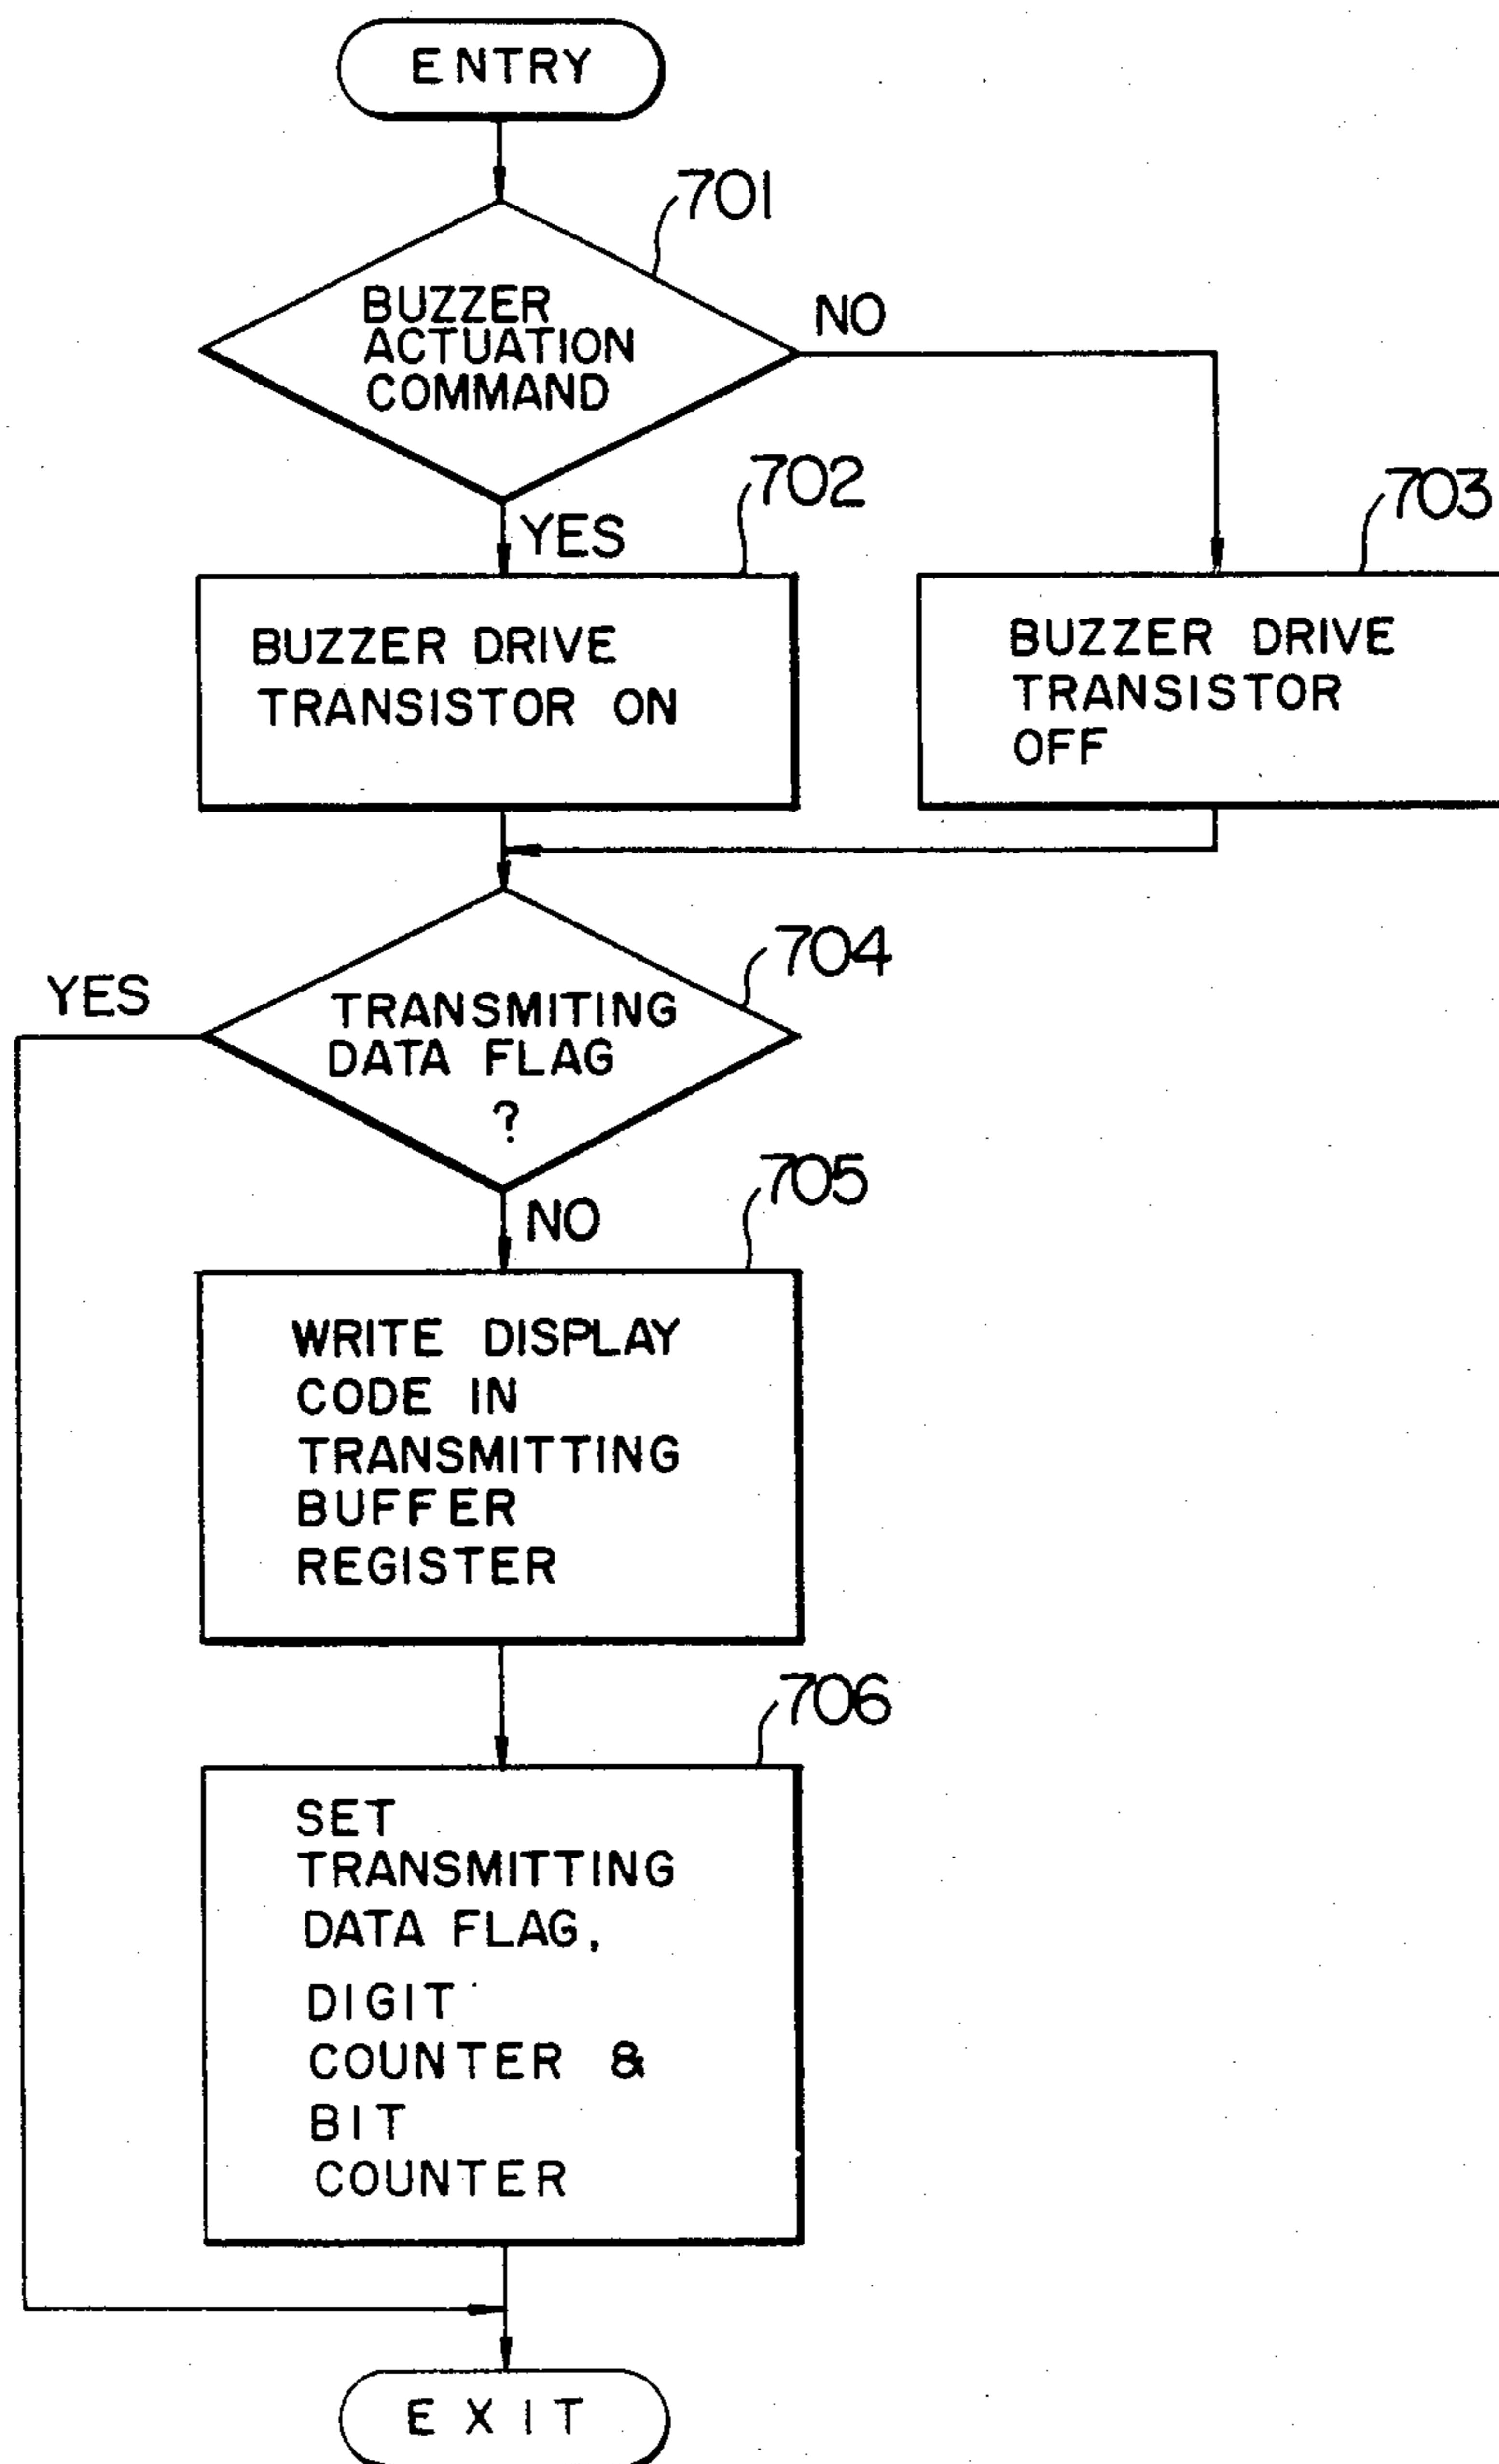 ENTRY
701
BUZZER
ACTUATION
COMMAND
NO
YES
702
BUZZER DRIVE
TRANSISTOR ON
703
BUZZER DRIVE
TRANSISTOR
OFF
704
YES
TRANSMITING
DATA FLAG
?
NO
705
WRITE DISPLAY
CODE IN
TRANSMITTING
BUFFER
REGISTER
706
SET
TRANSMITTING
DATA FLAG,
DIGIT
COUNTER &
BIT
COUNTER
EXIT